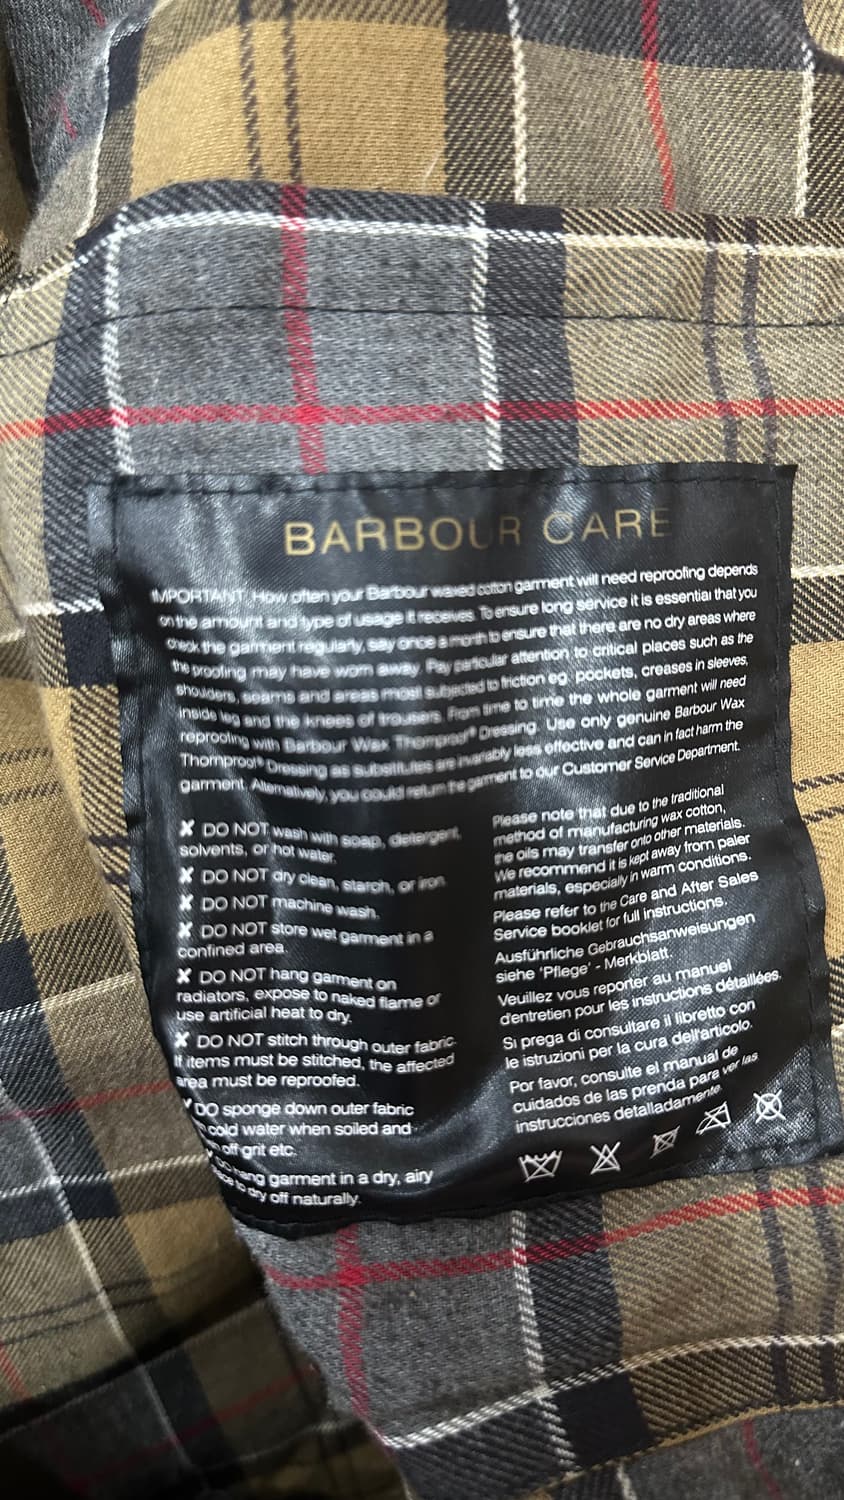 BARBOUR CARE
IMPORTANT: How often your Barbour waxed cotton garment will need reproofing depends
on the amount and type of usage it receives. To ensure long service it is essential that you
check the garment regularly, say once a month to ensure that there are no dry areas where
the proofing may have worn away. Pay particular attention to critical places such as the
shoulders, seams and areas most subjected to friction eg. pockets, creases in sleeves,
inside leg and the knees of trousers. From time to time the whole garment will need
reproofing with Barbour Wax Thornproof® Dressing. Use only genuine Barbour Wax
Thornproof® Dressing as substitutes are invariably less effective and can in fact harm the
garment. Alternatively, you could return the garment to our Customer Service Department.
✘ DO NOT wash with soap, detergent,
solvents, or hot water.
✘ DO NOT dry clean, starch, or iron
✘ DO NOT machine wash.
✘ DO NOT store wet garment in a
confined area.
✘ DO NOT hang garment on
radiators, expose to naked flame or
use artificial heat to dry.
✘ DO NOT stitch through outer fabric.
If items must be stitched, the affected
area must be reproofed.
DO sponge down outer fabric
cold water when soiled and
off grit etc.
hang garment in a dry, airy
to dry off naturally.
Please note that due to the traditional
method of manufacturing wax cotton,
the oils may transfer onto other materials.
We recommend it is kept away from paler
materials, especially in warm conditions.
Please refer to the Care and After Sales
Service booklet for full instructions.
Ausführliche Gebrauchsanweisungen
siehe 'Pflege' - Merkblatt.
Veuillez vous reporter au manuel
d'entretien pour les instructions détaillées.
Si prega di consultare il libretto con
le istruzioni per la cura dell'articolo.
Por favor, consulte el manual de
cuidados de las prenda para ver las
instrucciones detalladamente.